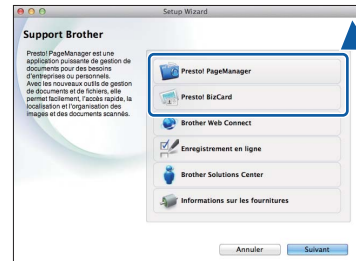 Setup Wizard
Support Brother
Presto! PageManager est une
application puissante de gestion de
documents pour des besoins
d'entreprises ou personnels.
Avec les nouveaux outils de gestion
de documents et de fichiers, elle
permet facilement, l'accès rapide, la
localisation et l'organisation des
images et des documents scannés.
Presto! PageManager
Presto! BizCard
Brother Web Connect
Enregistrement en ligne
Brother Solutions Center
Informations sur les fournitures
Annuler
Suivant